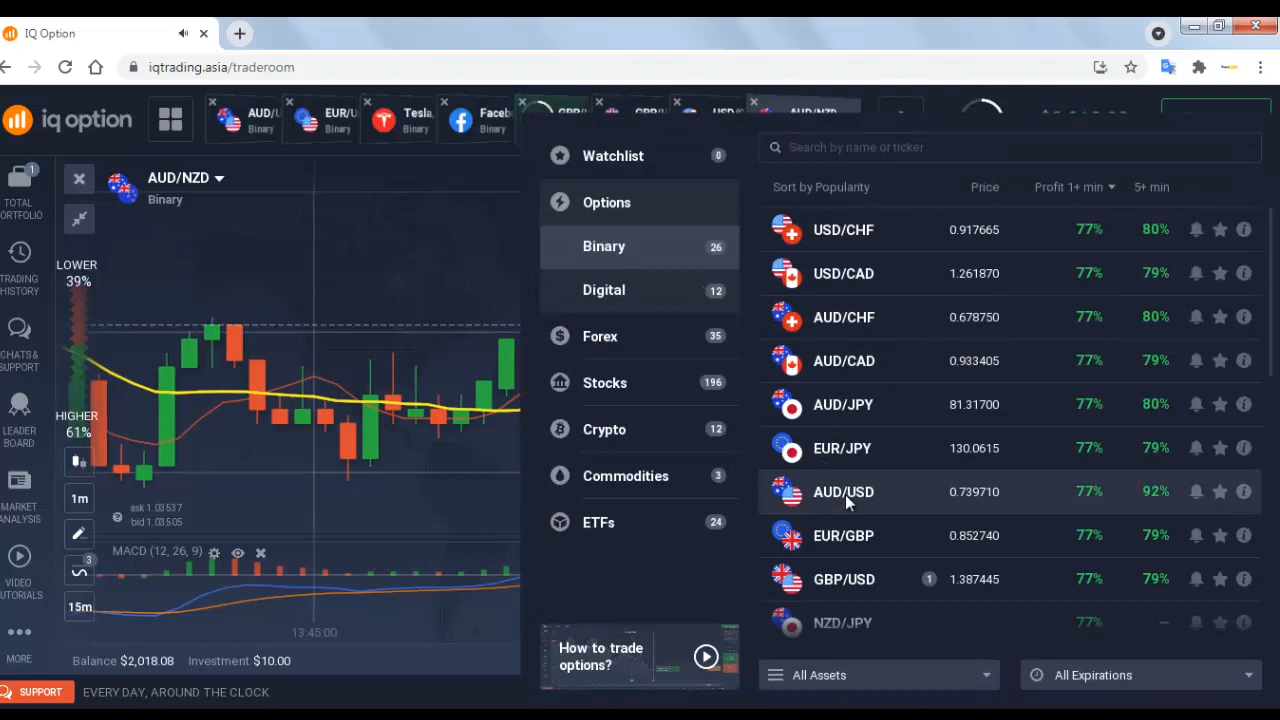 IQ Option
iqtrading.asia/traderoom
iq option
AUD/U
Binary
EUR/U
Binary
Tesla,
Binary
Faceb
Binary
AUD/NZD
Binary
TOTAL
PORTFOLIO
1
TRADING
HISTORY
CHATS &
SUPPORT
LEADER
BOARD
MARKET
ANALYSIS
VIDEO
TUTORIALS
MORE
LOWER
39%
HIGHER
61%
1m
3
15m
ask 1.03537
bid 1.03505
MACD (12, 26, 9)
13:45:00
Balance $2,018.08 Investment $10.00
SUPPORT EVERY DAY, AROUND THE CLOCK
Watchlist 0
Options
Binary 26
Digital 12
Forex 35
Stocks 196
Crypto 12
Commodities 3
ETFs 24
How to trade
options?
Search by name or ticker
Sort by Popularity Price Profit 1+ min 5+ min
USD/CHF 0.917665 77% 80%
USD/CAD 1.261870 77% 79%
AUD/CHF 0.678750 77% 80%
AUD/CAD 0.933405 77% 79%
AUD/JPY 81.31700 77% 80%
EUR/JPY 130.0615 77% 79%
AUD/USD 0.739710 77% 92%
EUR/GBP 0.852740 77% 79%
GBP/USD 1 1.387445 77% 79%
NZD/JPY 77% –
All Assets All Expirations